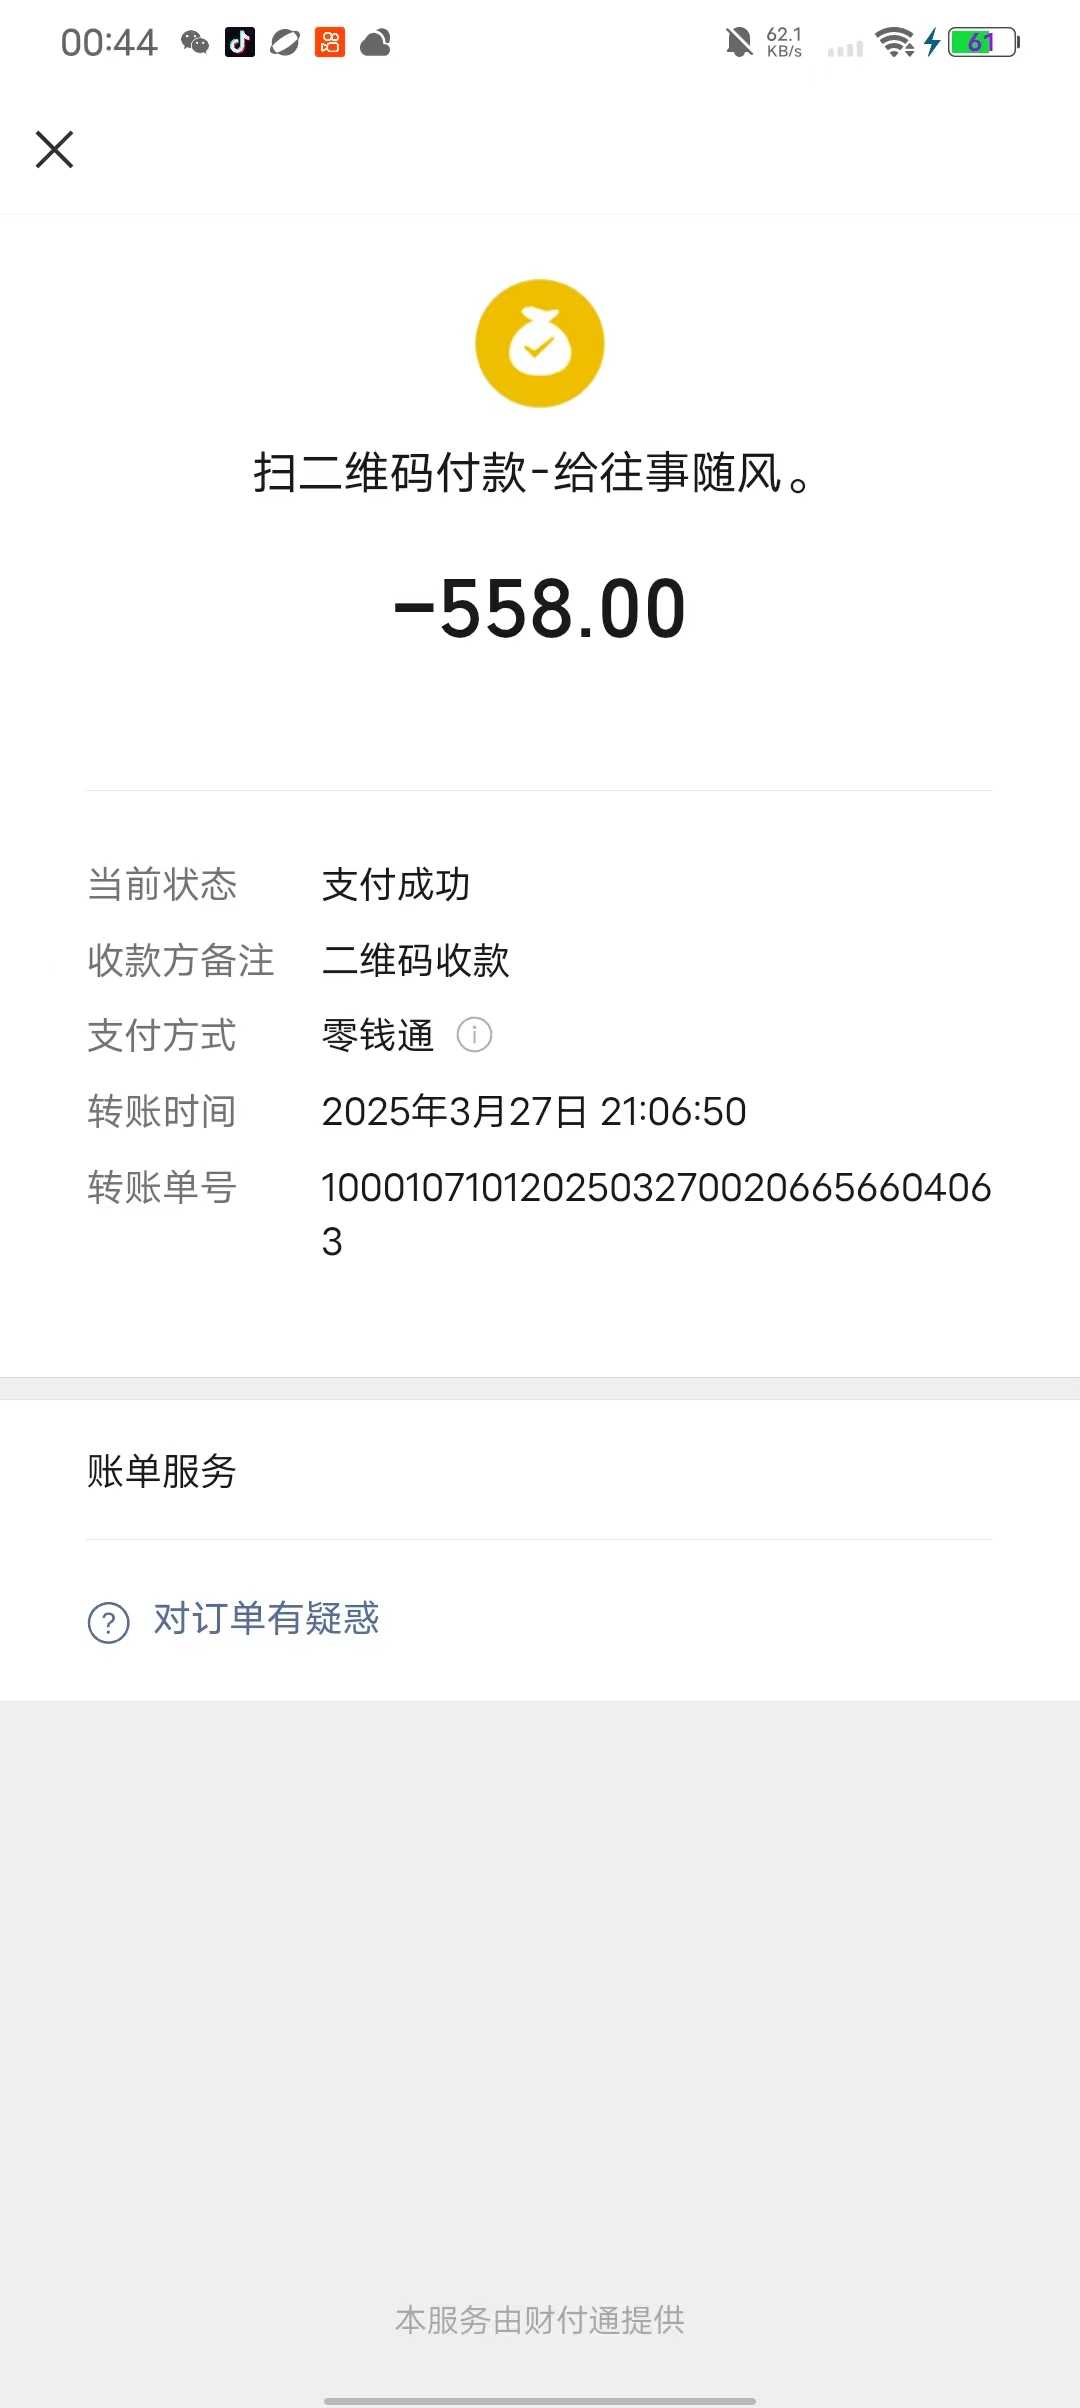 00:44 62.1 KB/s 61
扫二维码付款-给往事随风。
-558.00
当前状态 支付成功
收款方备注 二维码收款
支付方式 零钱通
转账时间 2025年3月27日 21:06:50
转账单号 100010710120250327002066566040​6
3
账单服务
对订单有疑惑
本服务由财付通提供